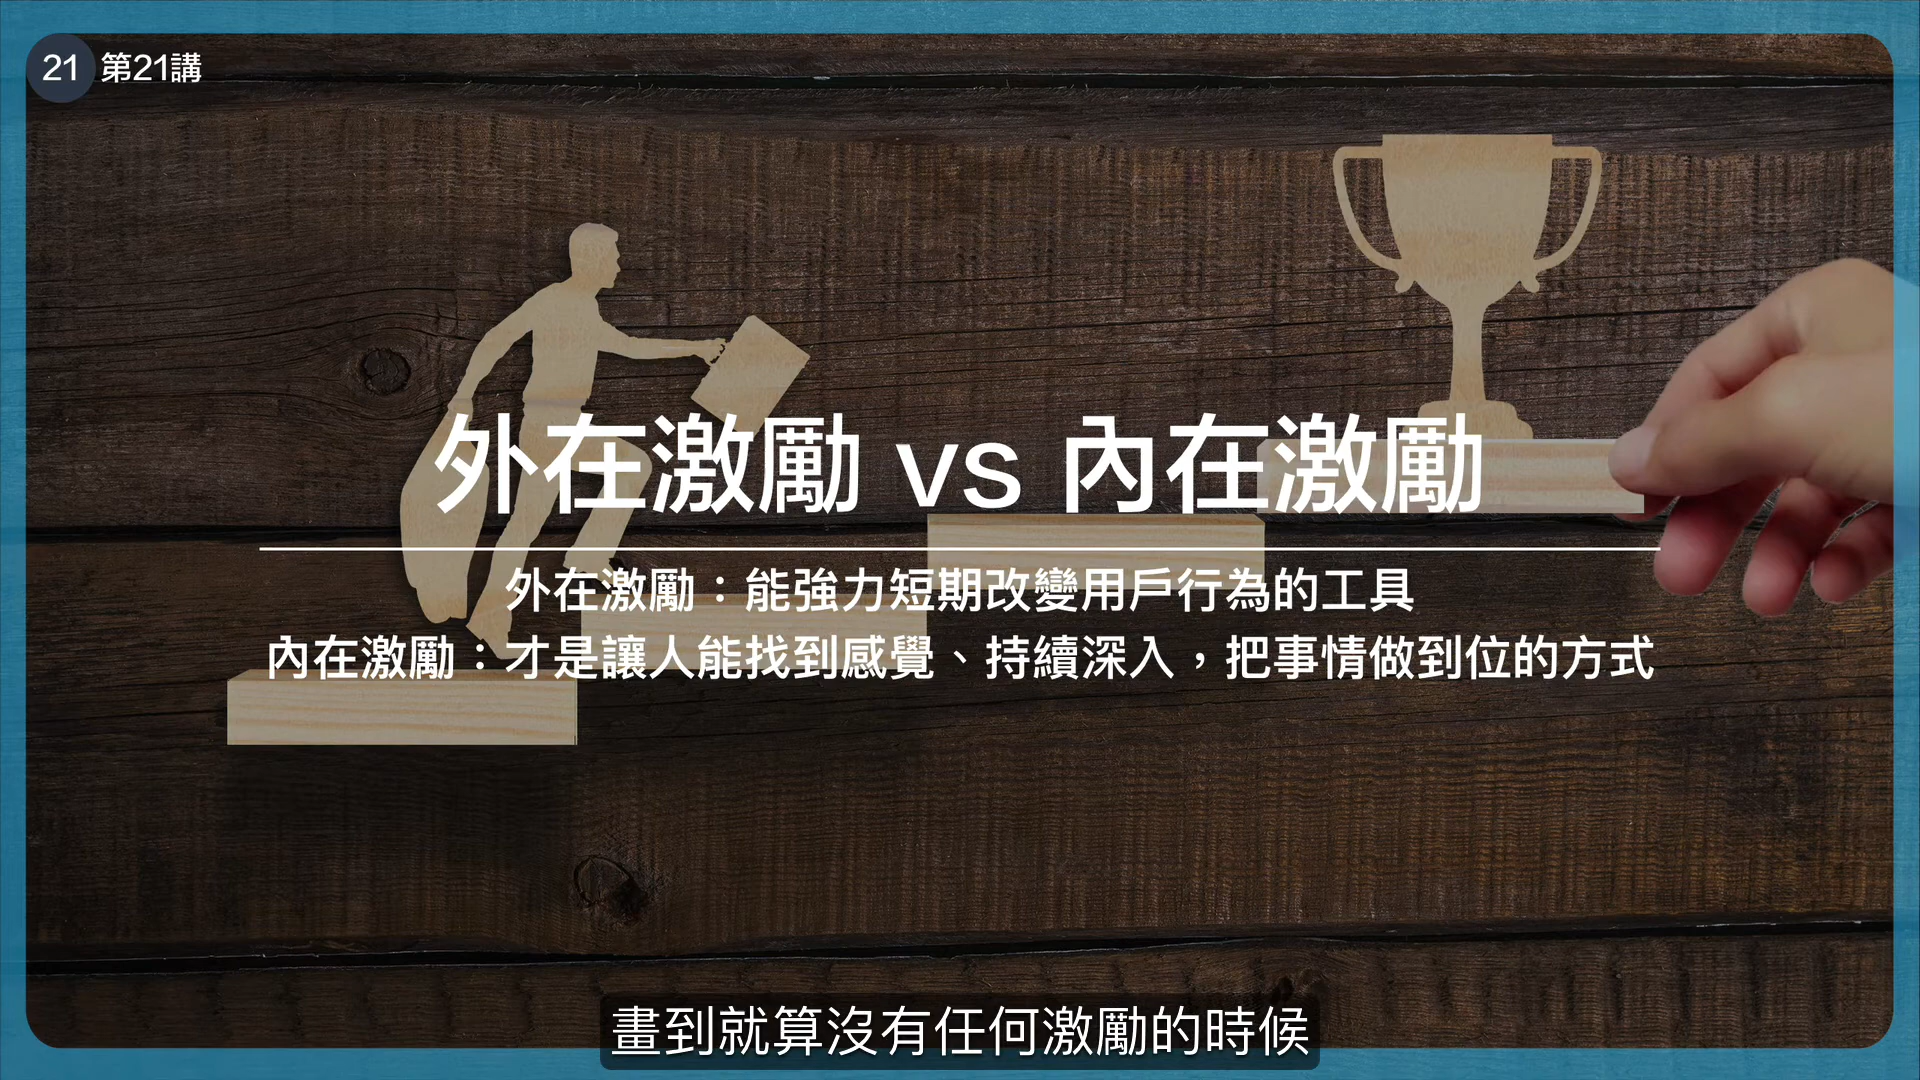 21 第21講
外在激勵 vs 內在激勵
外在激勵：能強力短期改變用戶行為的工具
內在激勵：才是讓人能找到感覺、持續深入，把事情做到位的方式
畫到就算沒有任何激勵的時候